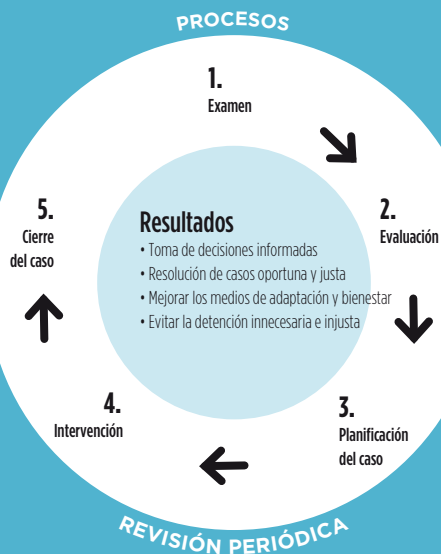 PROCESOS
1.
Examen
2.
Evaluación
3.
Planificación
del caso
4.
Intervención
5.
Cierre
del caso
Resultados
• Toma de decisiones informadas
• Resolución de casos oportuna y justa
• Mejorar los medios de adaptación y bienestar
• Evitar la detención innecesaria e injusta
REVISIÓN PERIÓDICA